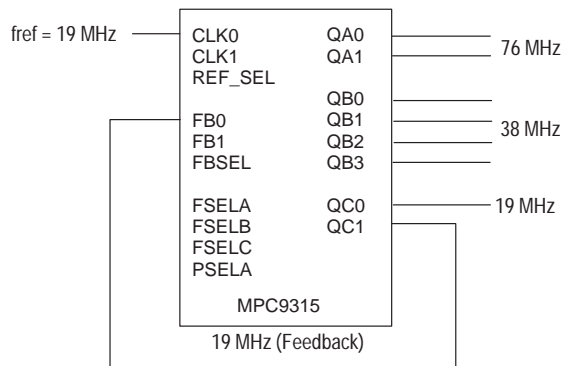 fref = 19 MHz
CLK0
CLK1
REF_SEL
FB0
FB1
FBSEL
FSELA
FSELB
FSELC
PSELA
QA0
QA1
76 MHz
QB0
QB1
QB2
QB3
38 MHz
QC0
QC1
19 MHz
MPC9315
19 MHz (Feedback)